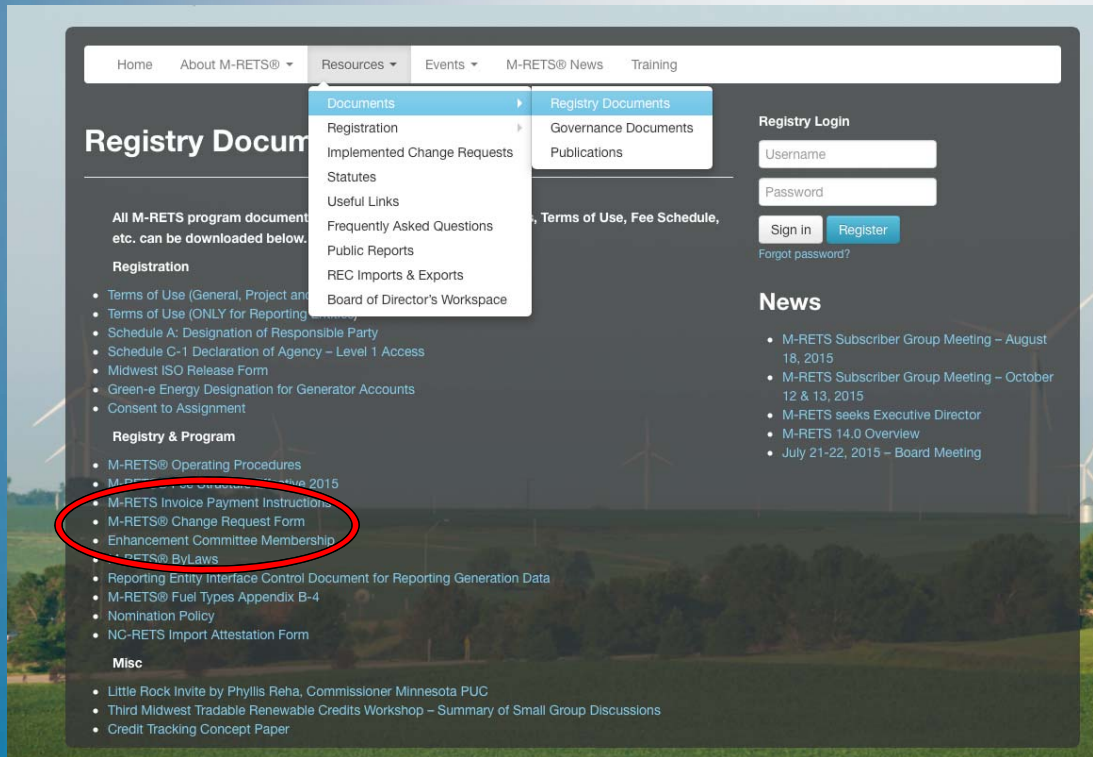 Home About M-RETS® Resources Events M-RETS® News Training
Documents
Registration
Implemented Change Requests
Statutes
Useful Links
Frequently Asked Questions
Public Reports
REC Imports & Exports
Board of Director's Workspace
Registry Documents
Governance Documents
Publications
Registry Docum
All M-RETS program document , Terms of Use, Fee Schedule,
etc. can be downloaded below.
Registration
Terms of Use (General, Project and
Terms of Use (ONLY for Reporting Entities)
Schedule A: Designation of Responsible Party
Schedule C-1 Declaration of Agency – Level 1 Access
Midwest ISO Release Form
Green-e Energy Designation for Generator Accounts
Consent to Assignment
Registry & Program
M-RETS® Operating Procedures
M-RETS® Fee Structure Effective 2015
M-RETS Invoice Payment Instructions
M-RETS® Change Request Form
Enhancement Committee Membership
M-RETS® ByLaws
Reporting Entity Interface Control Document for Reporting Generation Data
M-RETS® Fuel Types Appendix B-4
Nomination Policy
NC-RETS Import Attestation Form
Misc
Little Rock Invite by Phyllis Reha, Commissioner Minnesota PUC
Third Midwest Tradable Renewable Credits Workshop – Summary of Small Group Discussions
Credit Tracking Concept Paper
Registry Login
Username
Password
Sign in Register
Forgot password?
News
M-RETS Subscriber Group Meeting – August
18, 2015
M-RETS Subscriber Group Meeting – October
12 & 13, 2015
M-RETS seeks Executive Director
M-RETS 14.0 Overview
July 21-22, 2015 – Board Meeting